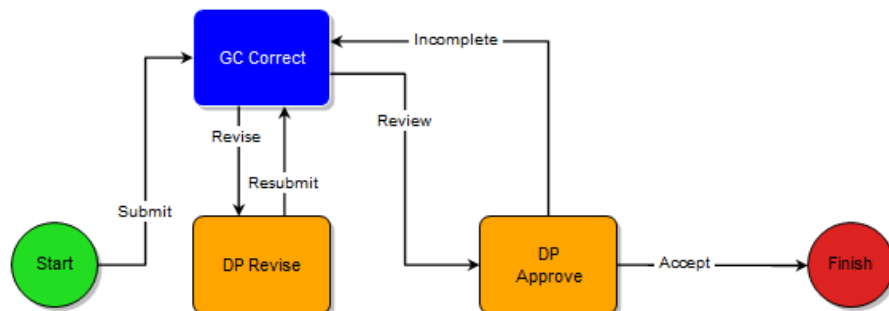 Incomplete
GC Correct
Revise
Review
Resubmit
Submit
Start
DP Revise
DP
Approve
Accept
Finish